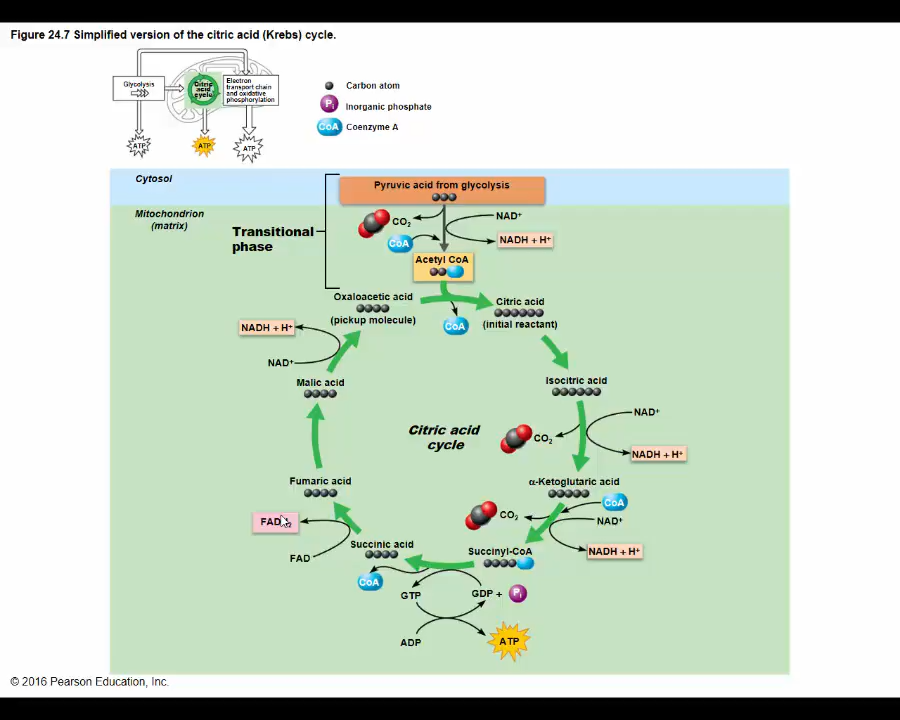 Figure 24.7 Simplified version of the citric acid (Krebs) cycle.
Glycolysis
Citric
acid
cycle
Electron
transport chain
and oxidative
phosphorylation
ATP
ATP
ATP
Carbon atom
Pi
Inorganic phosphate
CoA
Coenzyme A
Cytosol
Mitochondrion
(matrix)
Transitional
phase
Pyruvic acid from glycolysis
CO₂
NAD⁺
CoA
NADH + H⁺
Acetyl CoA
Oxaloacetic acid
(pickup molecule)
CoA
Citric acid
(initial reactant)
NADH + H⁺
NAD⁺
Malic acid
Isocitric acid
NAD⁺
CO₂
NADH + H⁺
Citric acid
cycle
Fumaric acid
α-Ketoglutaric acid
CoA
CO₂
NAD⁺
NADH + H⁺
FAD
Succinic acid
Succinyl-CoA
CoA
GTP
GDP + Pi
ADP
ATP
© 2016 Pearson Education, Inc.